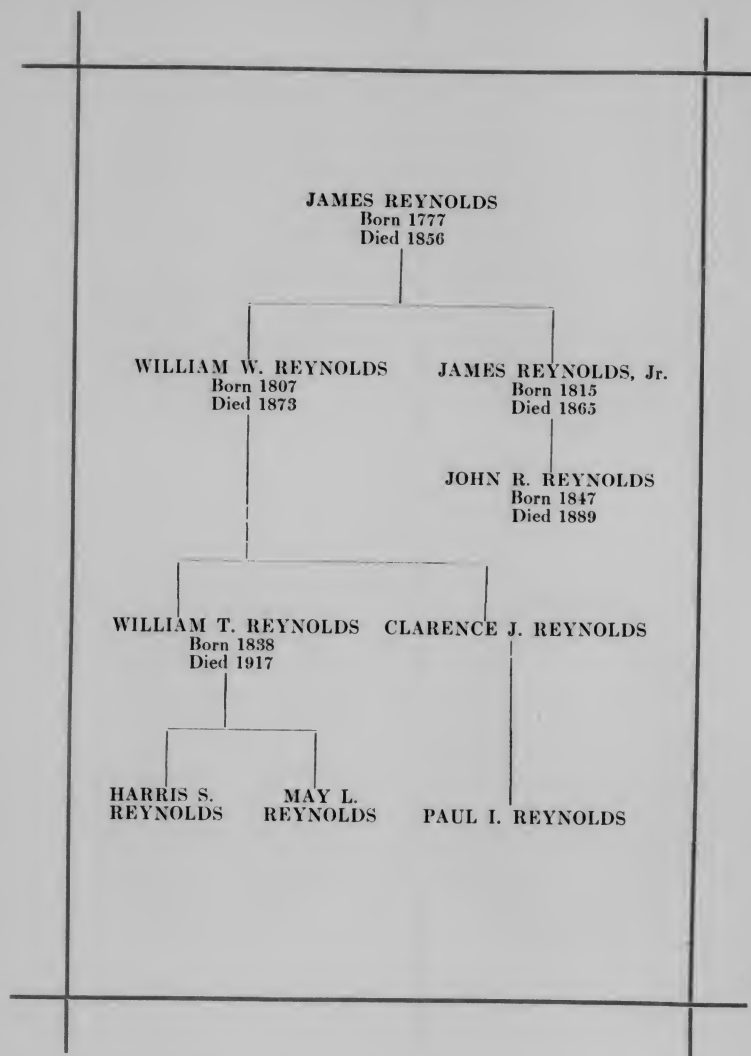 JAMES REYNOLDS
Born 1777
Died 1856
WILLIAM W. REYNOLDS
Born 1807
Died 1873
JAMES REYNOLDS, Jr.
Born 1815
Died 1865
JOHN R. REYNOLDS
Born 1847
Died 1889
WILLIAM T. REYNOLDS
Born 1838
Died 1917
CLARENCE J. REYNOLDS
HARRIS S.
REYNOLDS
MAY L.
REYNOLDS
PAUL I. REYNOLDS